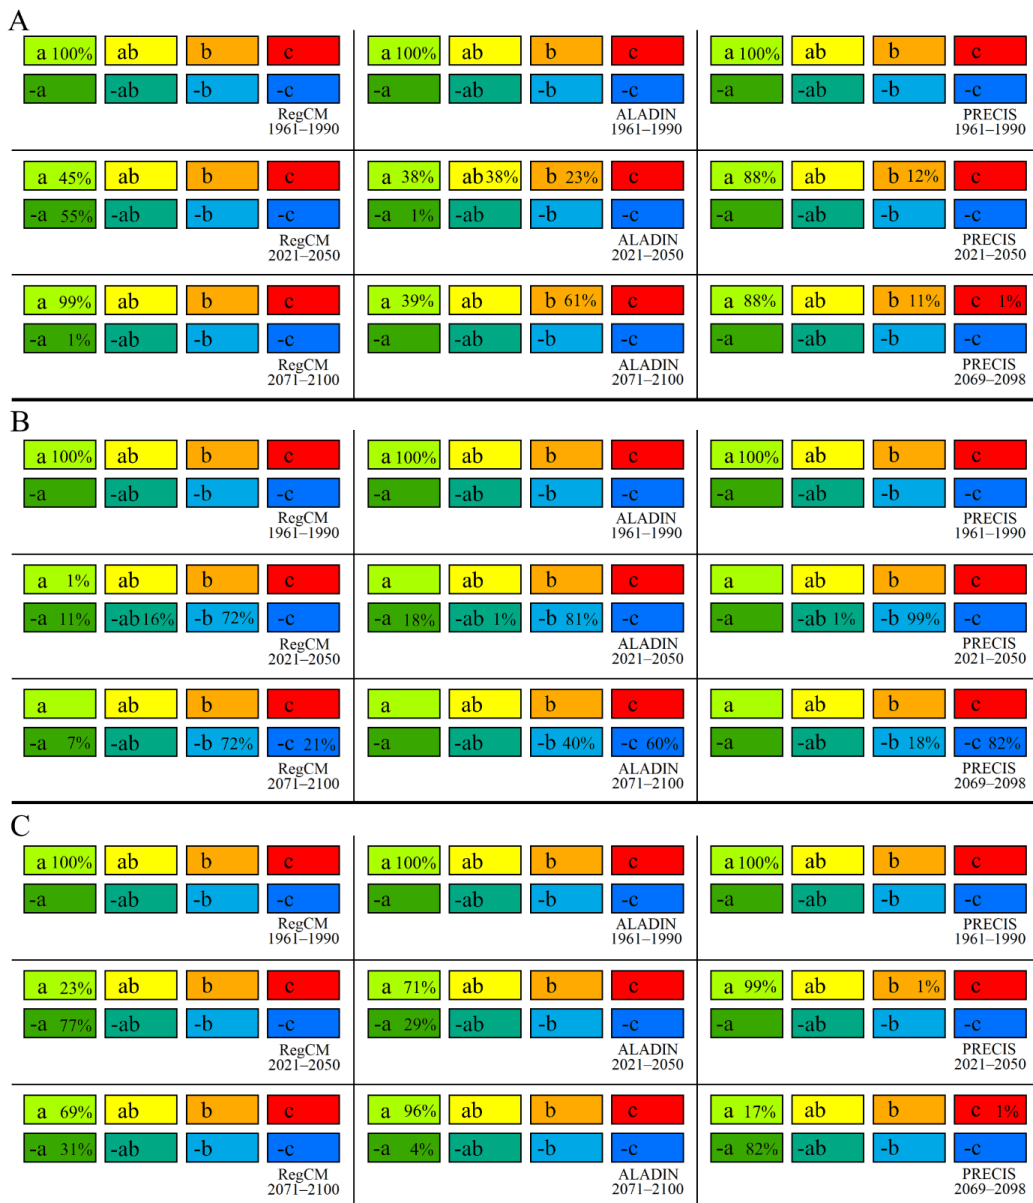 A
a 100% ab b c a 100% ab b c a 100% ab b c
-a -ab -b -c -a -ab -b -c -a -ab -b -c
RegCM ALADIN PRECIS
1961–1990 1961–1990 1961–1990
a 45% ab b c a 38% ab 38% b 23% c a 88% ab b 12% c
-a 55% -ab -b -c -a 1% -ab -b -c -a -ab -b -c
RegCM ALADIN PRECIS
2021–2050 2021–2050 2021–2050
a 99% ab b c a 39% ab b 61% c a 88% ab b 11% c 1%
-a 1% -ab -b -c -a -ab -b -c -a -ab -b -c
RegCM ALADIN PRECIS
2071–2100 2071–2100 2069–2098
B
a 100% ab b c a 100% ab b c a 100% ab b c
-a -ab -b -c -a -ab -b -c -a -ab -b -c
RegCM ALADIN PRECIS
1961–1990 1961–1990 1961–1990
a 1% ab b c a ab b c a ab b c
-a 11% -ab 16% -b 72% -c -a 18% -ab 1% -b 81% -c -a -ab 1% -b 99% -c
RegCM ALADIN PRECIS
2021–2050 2021–2050 2021–2050
a ab b c a ab b c a ab b c
-a 7% -ab -b 72% -c 21% -a -ab -b 40% -c 60% -a -ab -b 18% -c 82%
RegCM ALADIN PRECIS
2071–2100 2071–2100 2069–2098
C
a 100% ab b c a 100% ab b c a 100% ab b c
-a -ab -b -c -a -ab -b -c -a -ab -b -c
RegCM ALADIN PRECIS
1961–1990 1961–1990 1961–1990
a 23% ab b c a 71% ab b c a 99% ab b 1% c
-a 77% -ab -b -c -a 29% -ab -b -c -a -ab -b -c
RegCM ALADIN PRECIS
2021–2050 2021–2050 2021–2050
a 69% ab b c a 96% ab b c a 17% ab b c 1%
-a 31% -ab -b -c -a 4% -ab -b -c -a 82% -ab -b -c
RegCM ALADIN PRECIS
2071–2100 2071–2100 2069–2098